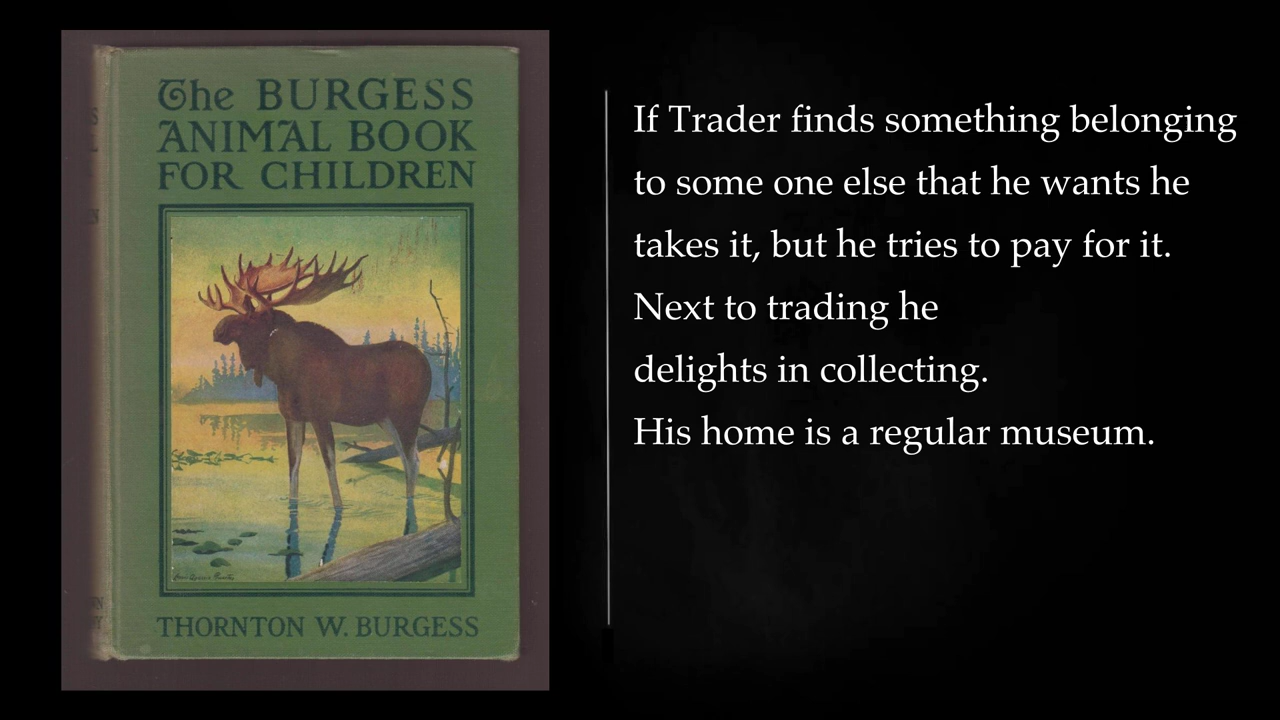 The BURGESS
ANIMAL BOOK
FOR CHILDREN
THORNTON W. BURGESS
If Trader finds something belonging
to some one else that he wants he
takes it, but he tries to pay for it.
Next to trading he
delights in collecting.
His home is a regular museum.